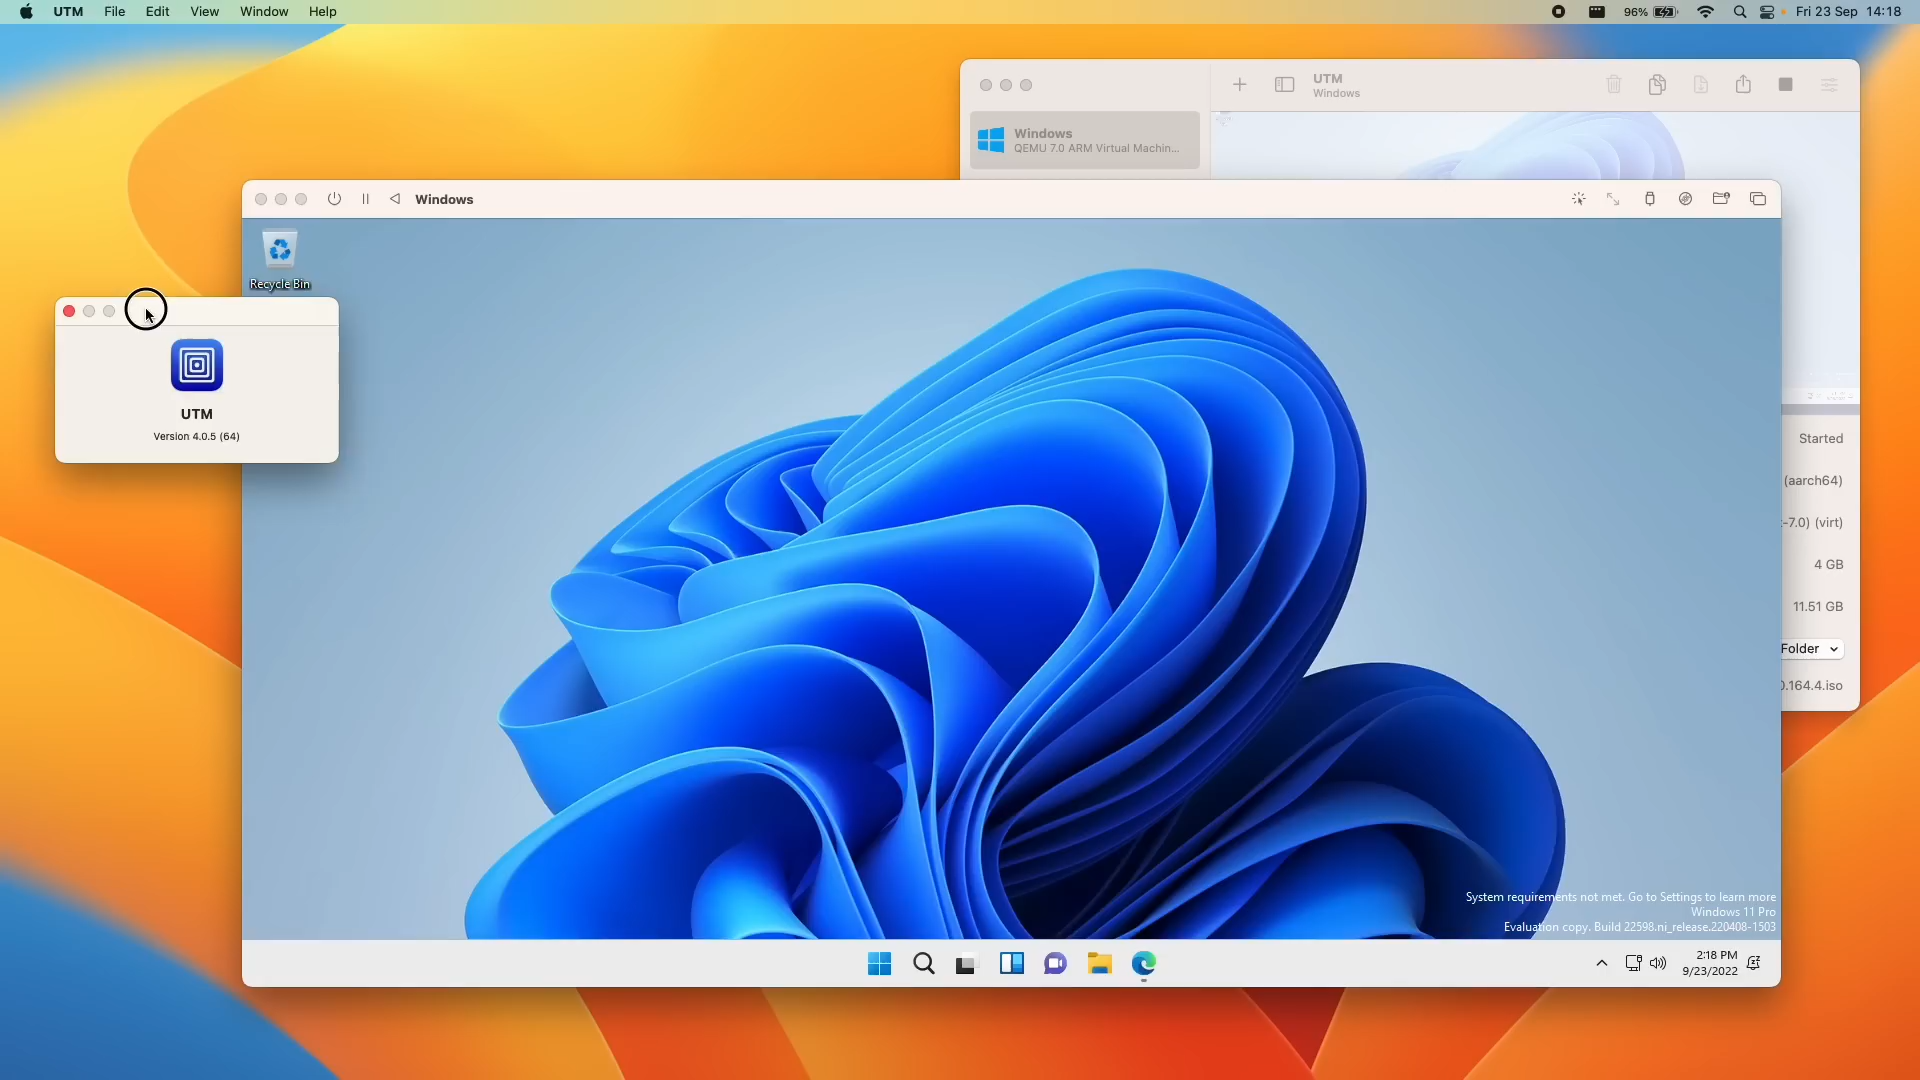 UTM File Edit View Window Help
96%
Fri 23 Sep 14:18
UTM
Windows
Windows
QEMU 7.0 ARM Virtual Machin...
Windows
Recycle Bin
UTM
Version 4.0.5 (64)
Started
(aarch64)
-7.0) (virt)
4 GB
11.51 GB
Folder
0.164.4.iso
System requirements not met. Go to Settings to learn more
Windows 11 Pro
Evaluation copy. Build 22598.ni_release.220408-1503
2:18 PM
9/23/2022